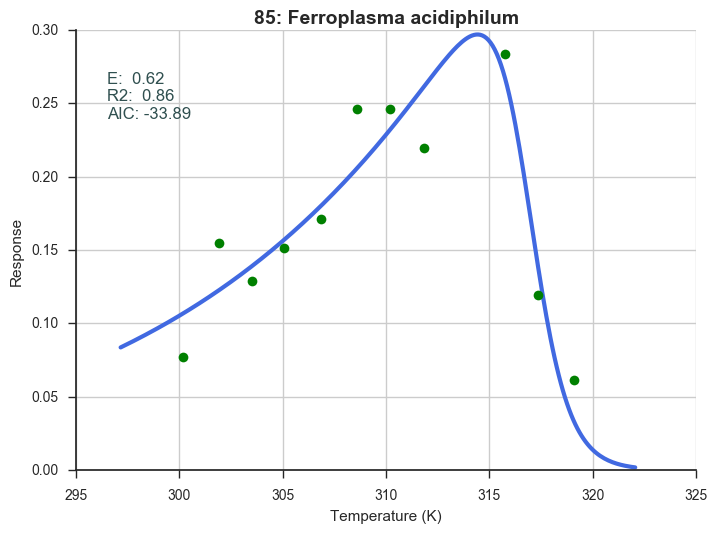 85: Ferroplasma acidiphilum
E:  0.62
R2:  0.86
AIC: -33.89
0.30
0.25
0.20
0.15
0.10
0.05
0.00
Response
295 300 305 310 315 320 325
Temperature (K)